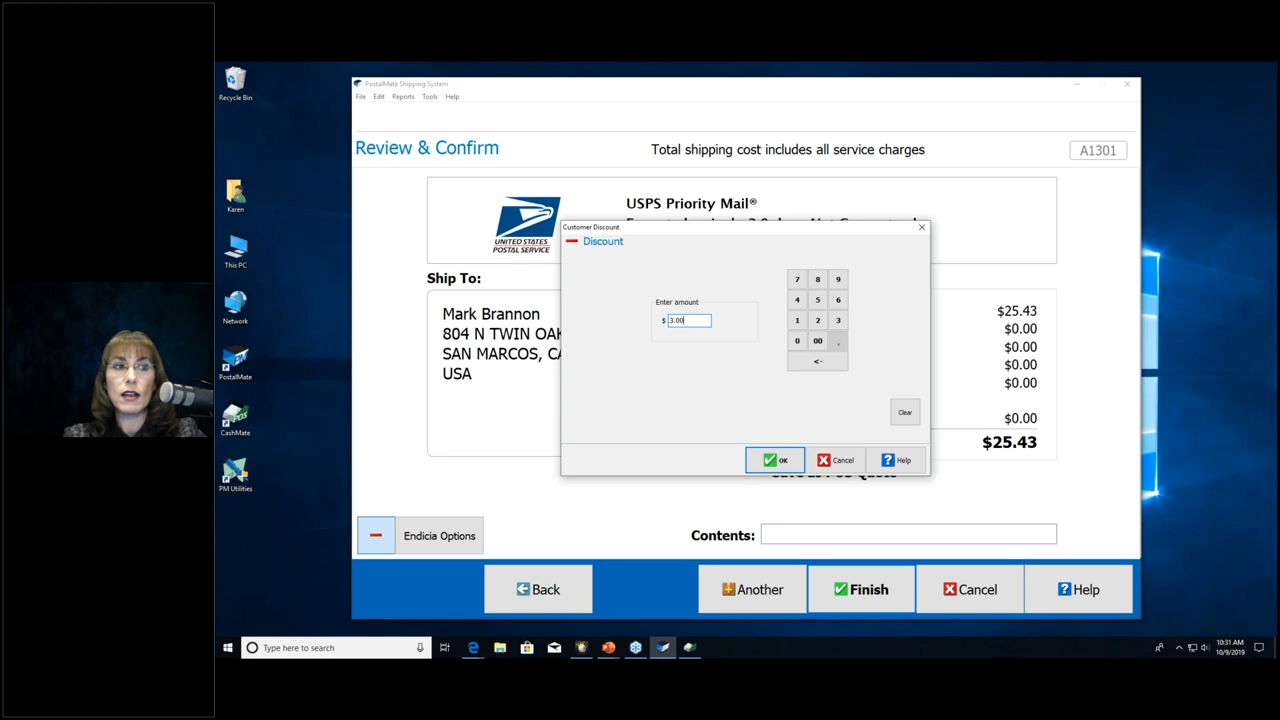 Recycle Bin
Karen
This PC
Network
PostalMate
CashMate
PM Utilities
PostalMate Shipping System
File Edit Reports Tools Help
Review & Confirm
Total shipping cost includes all service charges
A1301
UNITED STATES
POSTAL SERVICE
USPS Priority Mail®
Ship To:
Mark Brannon
804 N TWIN OAK
SAN MARCOS, CA
USA
Customer Discount
Discount
Enter amount
$ 3.00
7 8 9
4 5 6
1 2 3
0 00 .
<-
Clear
OK Cancel Help
$25.43
$0.00
$0.00
$0.00
$0.00
$0.00
$25.43
Endicia Options
Contents:
Back
Another
Finish
Cancel
Help
Type here to search
10:31 AM
10/9/2019